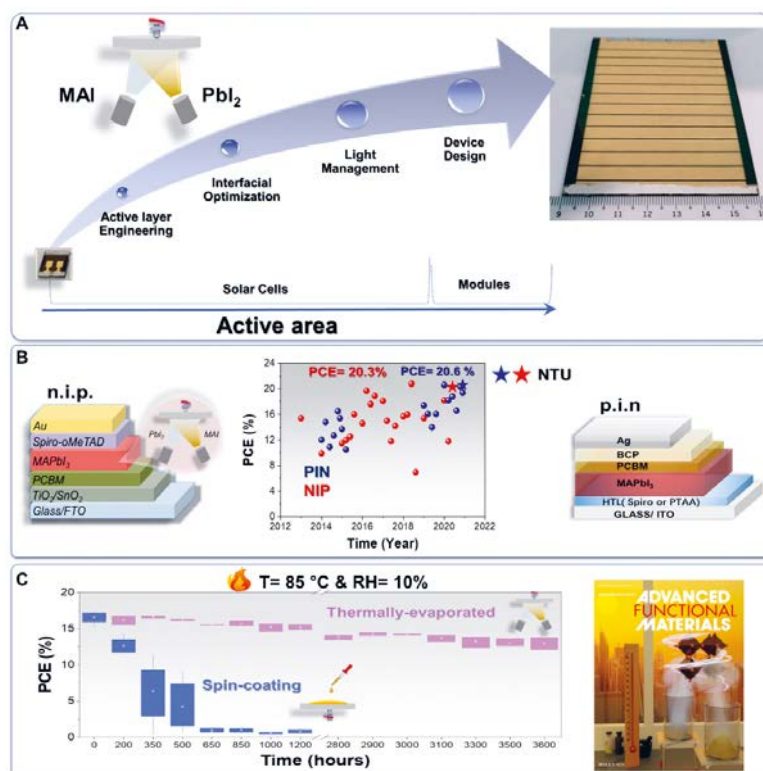 A
MAI
PbI2
Active layer
Engineering
Interfacial
Optimization
Light
Management
Device
Design
9 10 11 12 13 14 15 16
Solar Cells
Modules
Active area
B
n.i.p.
Au
Spiro-oMeTAD
MAPbI3
PCBM
TiO2/SnO2
Glass/FTO
PbI2
MAI
PCE= 20.3%
PCE= 20.6 %
NTU
PCE (%)
24
20
16
12
8
4
0
PIN
NIP
2012 2014 2016 2018 2020 2022
Time (Year)
p.i.n
Ag
BCP
PCBM
MAPbI3
HTL( Spiro or PTAA)
GLASS/ ITO
C
T= 85 °C & RH= 10%
PCE (%)
20
15
10
5
0
Thermally-evaporated
Spin-coating
0 200 350 500 650 850 1000 1200 2800 2900 3000 3100 3300 3500 3600
Time (hours)
ADVANCED
FUNCTIONAL
MATERIALS